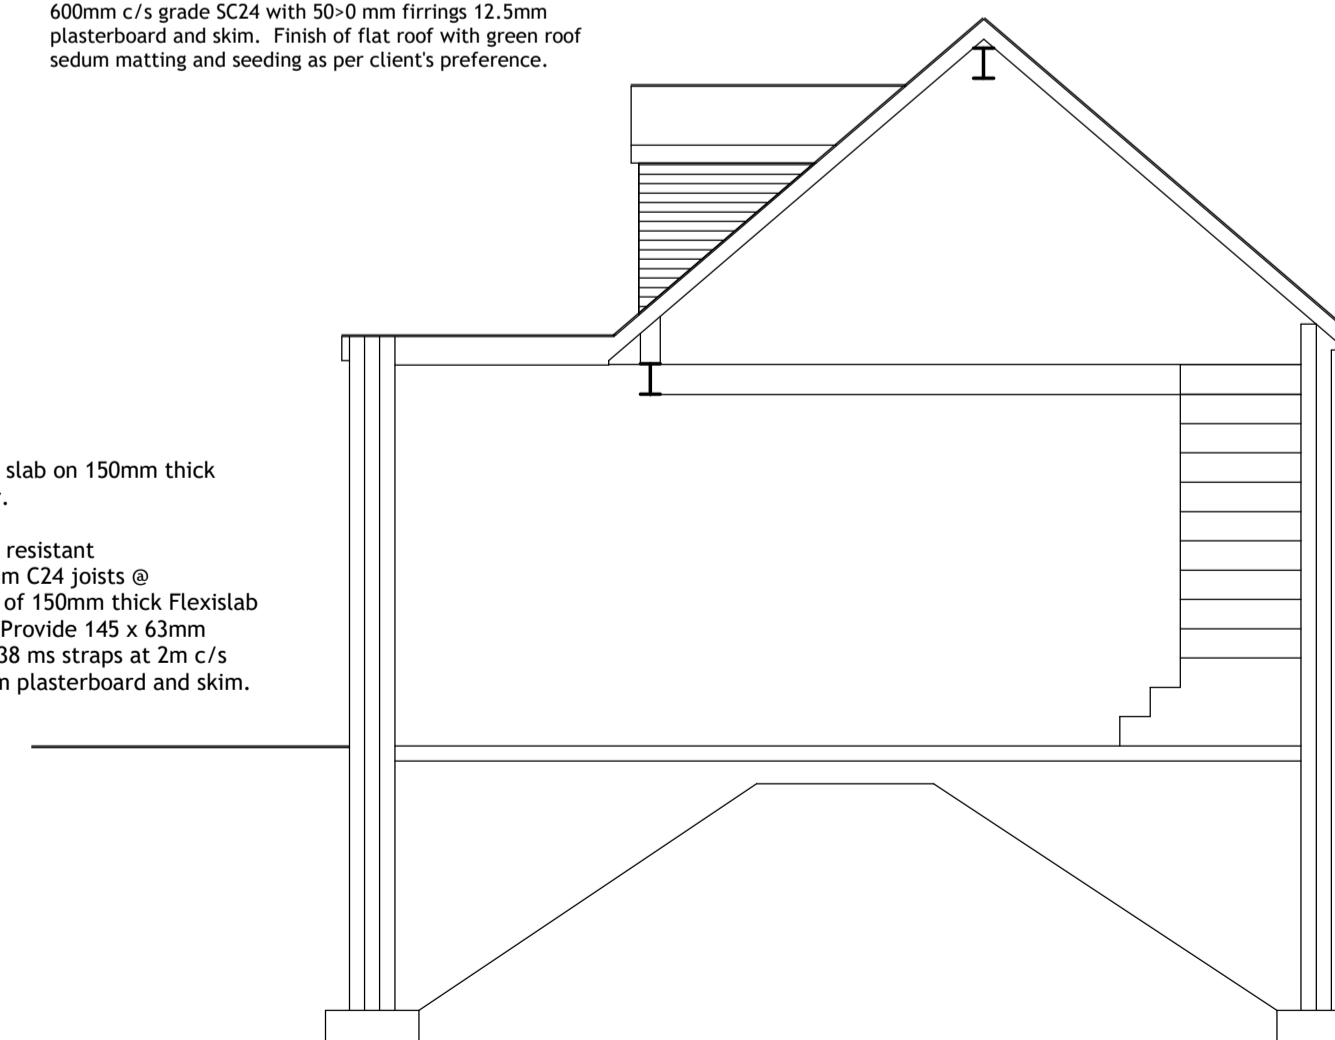 600mm c/s grade SC24 with 50>0 mm firrings 12.5mm
plasterboard and skim. Finish of flat roof with green roof
sedum matting and seeding as per client's preference.
slab on 150mm thick
resistant
m C24 joists @
of 150mm thick Flexislab
Provide 145 x 63mm
38 ms straps at 2m c/s
plasterboard and skim.